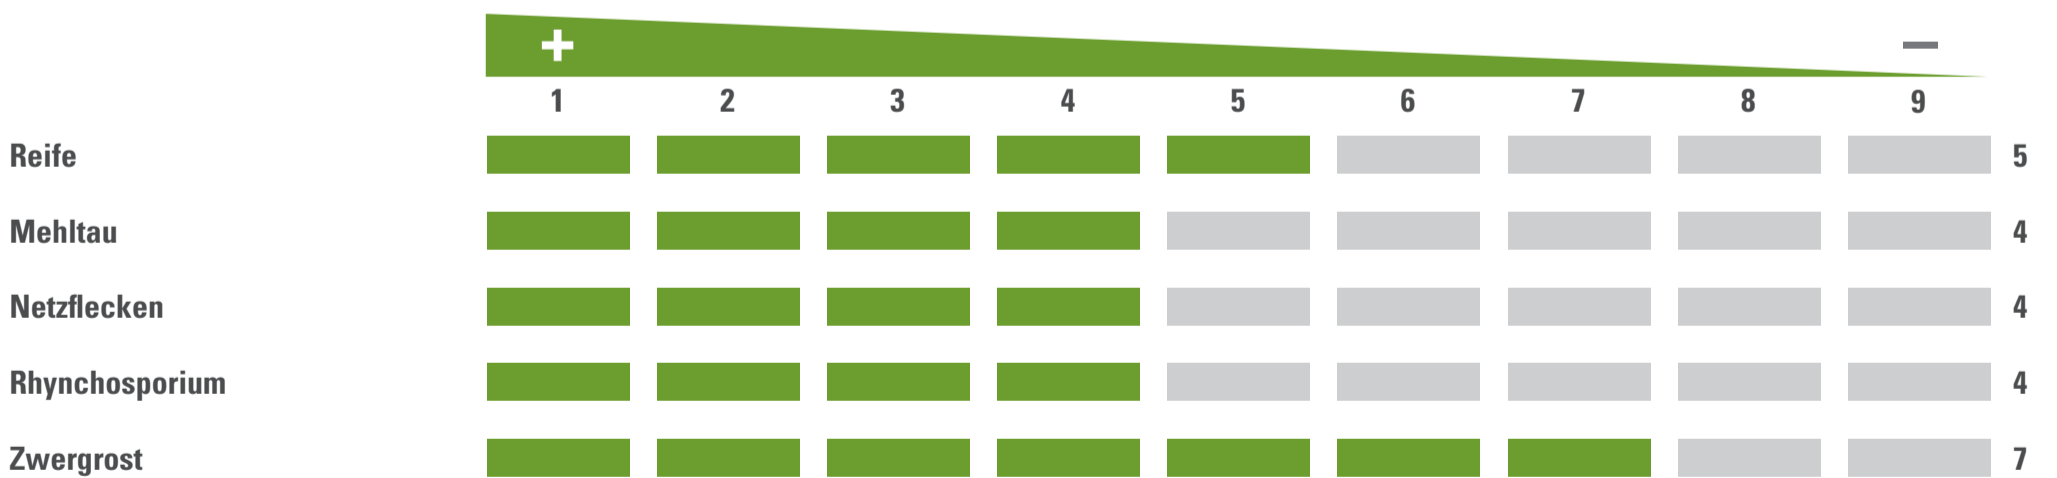 + −
1 2 3 4 5 6 7 8 9
Reife 5
Mehltau 4
Netzflecken 4
Rhynchosporium 4
Zwergrost 7